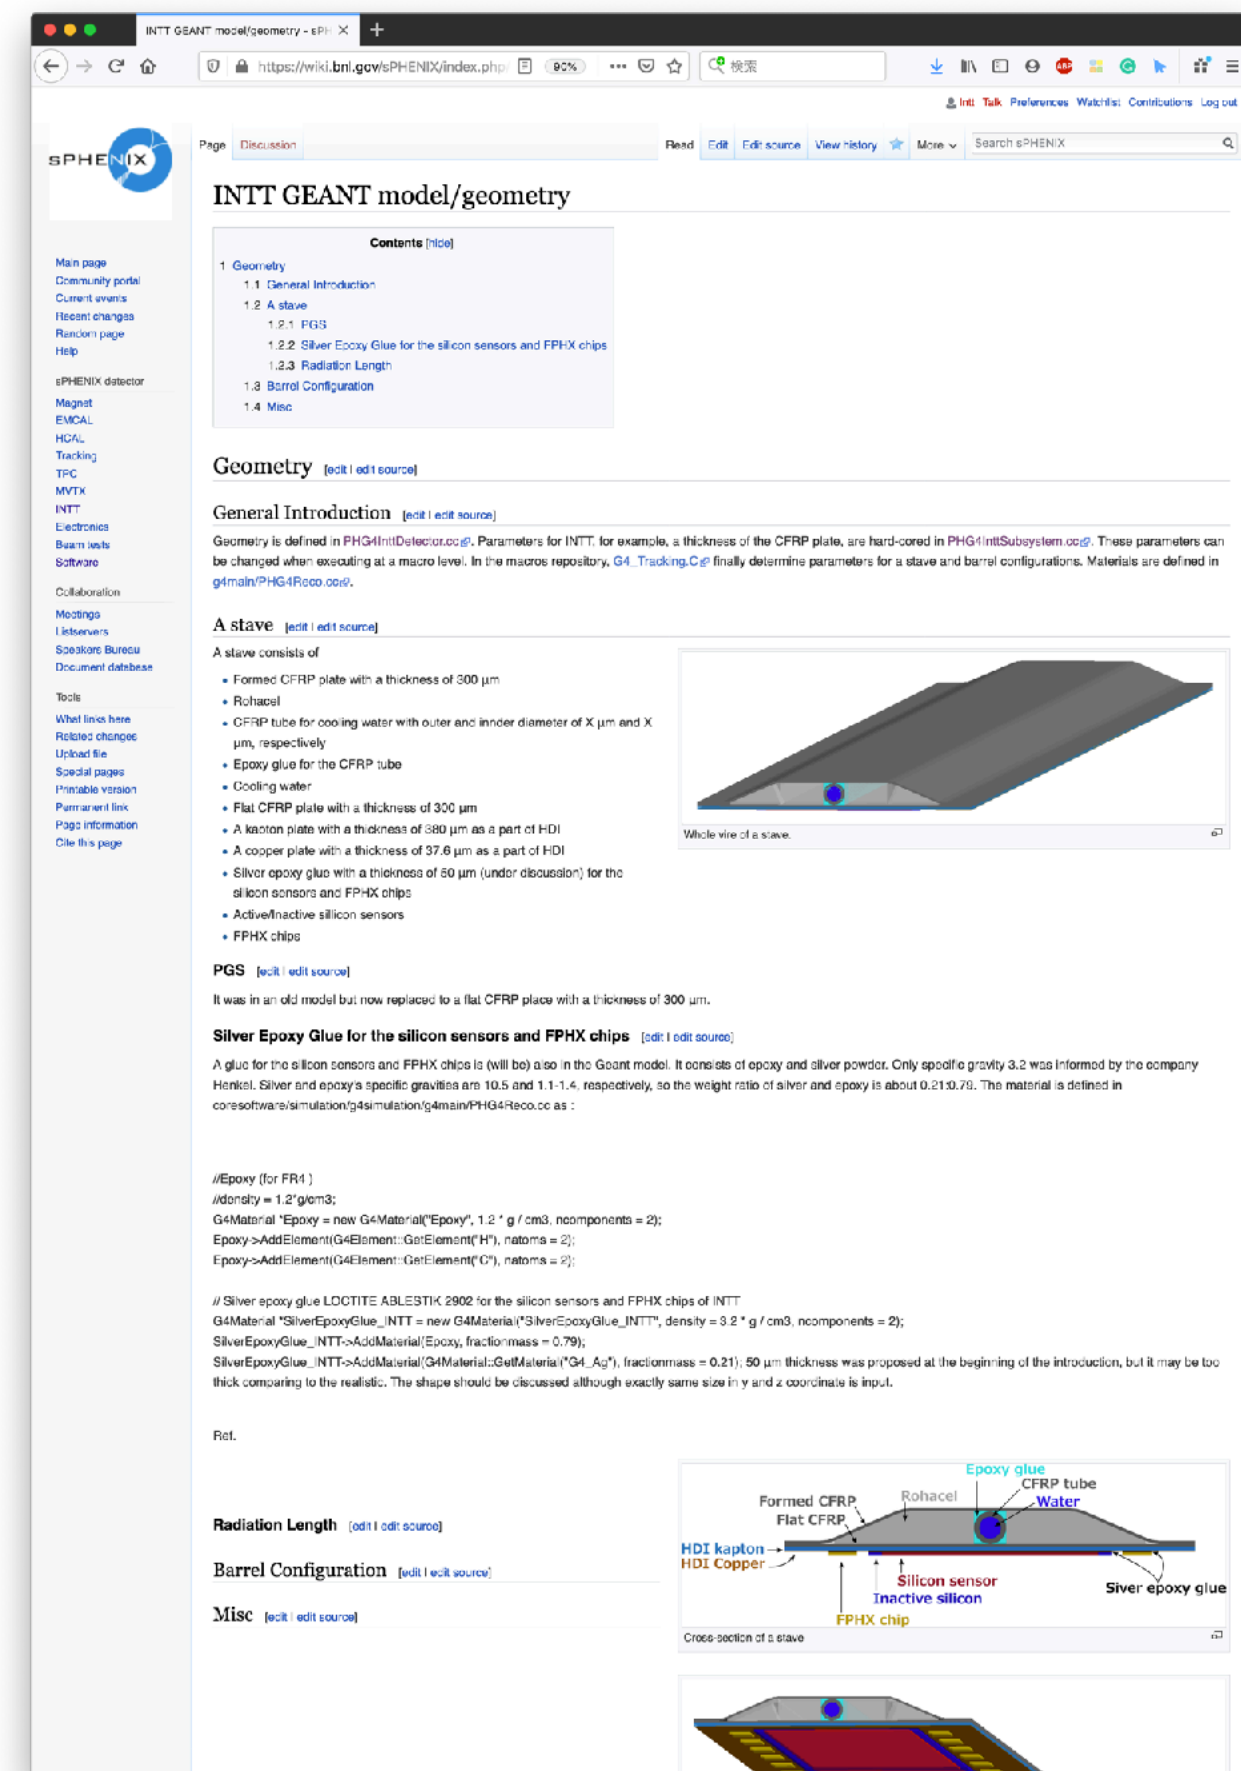 INTT GEANT model/geometry - sPH
https://wiki.bnl.gov/sPHENIX/index.php/
90%
検索
Intt Talk Preferences Watchlist Contributions Log out
sPHENIX
Page Discussion
Read Edit Edit source View history More
Search sPHENIX
INTT GEANT model/geometry
Contents [hide]
1 Geometry
1.1 General Introduction
1.2 A stave
1.2.1 PGS
1.2.2 Silver Epoxy Glue for the silicon sensors and FPHX chips
1.2.3 Radiation Length
1.3 Barrel Configuration
1.4 Misc
Main page
Community portal
Current events
Recent changes
Random page
Help
sPHENIX detector
Magnet
EMCAL
HCAL
Tracking
TPC
MVTX
INTT
Electronics
Beam tests
Software
Collaboration
Meetings
Listservers
Speakers Bureau
Document database
Tools
What links here
Related changes
Upload file
Special pages
Printable version
Permanent link
Page information
Cite this page
Geometry [edit | edit source]
General Introduction [edit | edit source]
Geometry is defined in PHG4InttDetector.cc. Parameters for INTT, for example, a thickness of the CFRP plate, are hard-cored in PHG4InttSubsystem.cc. These parameters can
be changed when executing at a macro level. In the macros repository, G4_Tracking.C finally determine parameters for a stave and barrel configurations. Materials are defined in
g4main/PHG4Reco.cc.
A stave [edit | edit source]
A stave consists of
• Formed CFRP plate with a thickness of 300 μm
• Rohacel
• CFRP tube for cooling water with outer and innder diameter of X μm and X
μm, respectively
• Epoxy glue for the CFRP tube
• Cooling water
• Flat CFRP plate with a thickness of 300 μm
• A kapton plate with a thickness of 380 μm as a part of HDI
• A copper plate with a thickness of 37.6 μm as a part of HDI
• Silver epoxy glue with a thickness of 50 μm (under discussion) for the
silicon sensors and FPHX chips
• Active/Inactive sillicon sensors
• FPHX chips
Whole vire of a stave.
PGS [edit | edit source]
It was in an old model but now replaced to a flat CFRP place with a thickness of 300 μm.
Silver Epoxy Glue for the silicon sensors and FPHX chips [edit | edit source]
A glue for the silicon sensors and FPHX chips is (will be) also in the Geant model. It consists of epoxy and silver powder. Only specific gravity 3.2 was informed by the company
Henkel. Silver and epoxy's specific gravities are 10.5 and 1.1-1.4, respectively, so the weight ratio of silver and epoxy is about 0.21:0.79. The material is defined in
coresoftware/simulation/g4simulation/g4main/PHG4Reco.cc as :
//Epoxy (for FR4 )
//density = 1.2*g/cm3;
G4Material *Epoxy = new G4Material("Epoxy", 1.2 * g / cm3, ncomponents = 2);
Epoxy->AddElement(G4Element::GetElement("H"), natoms = 2);
Epoxy->AddElement(G4Element::GetElement("C"), natoms = 2);
// Silver epoxy glue LOCTITE ABLESTIK 2902 for the silicon sensors and FPHX chips of INTT
G4Material *SilverEpoxyGlue_INTT = new G4Material("SilverEpoxyGlue_INTT", density = 3.2 * g / cm3, ncomponents = 2);
SilverEpoxyGlue_INTT->AddMaterial(Epoxy, fractionmass = 0.79);
SilverEpoxyGlue_INTT->AddMaterial(G4Material::GetMaterial("G4_Ag"), fractionmass = 0.21); 50 μm thickness was proposed at the beginning of the introduction, but it may be too
thick comparing to the realistic. The shape should be discussed although exactly same size in y and z coordinate is input.
Ref.
Radiation Length [edit | edit source]
Barrel Configuration [edit | edit source]
Misc [edit | edit source]
Epoxy glue
CFRP tube
Formed CFRP Rohacel Water
Flat CFRP
HDI kapton
HDI Copper
Silicon sensor
Siver epoxy glue
Inactive silicon
FPHX chip
Cross-section of a stave